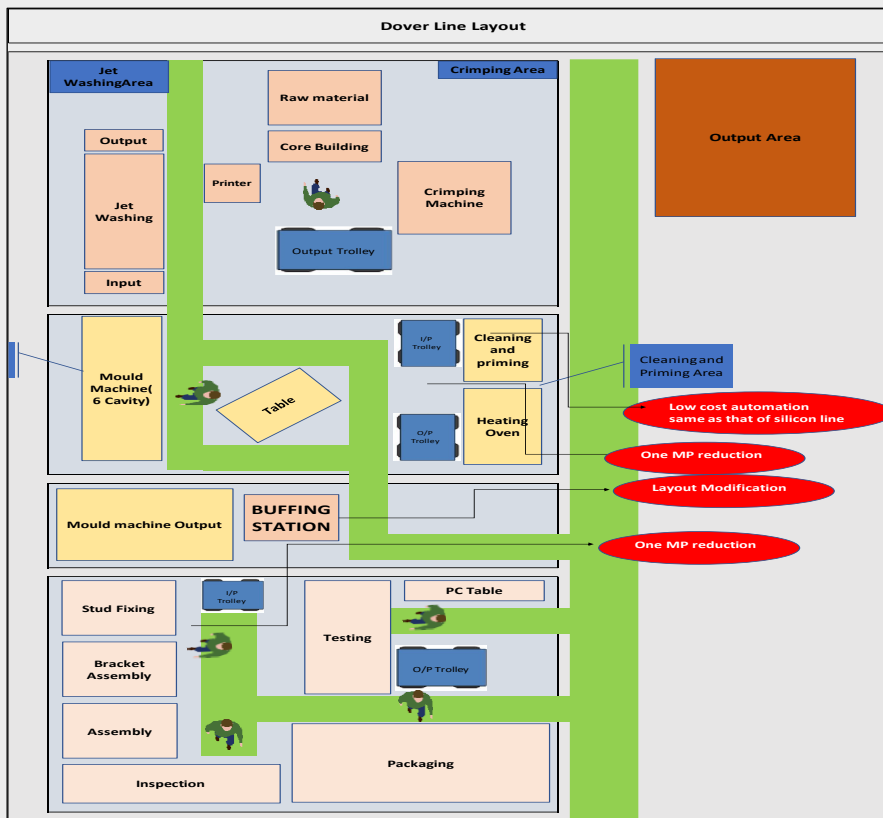 Dover Line Layout
Jet
WashingArea
Crimping Area
Raw material
Output Area
Output
Core Building
Printer
Jet
Washing
Crimping
Machine
Output Trolley
Input
I/P
Trolley
Cleaning
and
priming
Mould
Machine(
6 Cavity)
Table
Cleaning and
Priming Area
O/P
Trolley
Heating
Oven
Low cost automation
same as that of silicon line
One MP reduction
Layout Modification
Mould machine Output
BUFFING
STATION
One MP reduction
Stud Fixing
I/P
Trolley
Testing
PC Table
Bracket
Assembly
O/P Trolley
Assembly
Packaging
Inspection